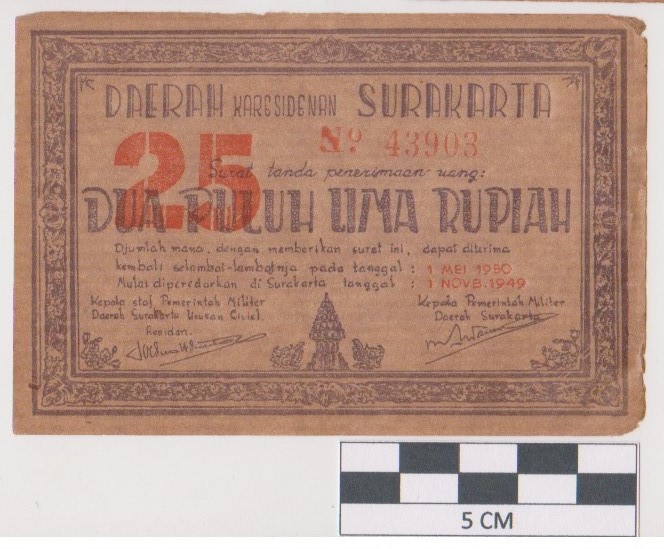 DAERAH KARESIDENAN SURAKARTA
25
Nº 43903
Surat tanda penerimaan uang:
DUA PULUH LIMA RUPIAH
Djumlah mana, dengan memberikan surat ini, dapat diterima
kembali selambat-lambatnja pada tanggal : 1 MEI 1950
Mulai diperedarkan di Surakarta tanggal : 1 NOVB.1949
Kepala staf Pemerintah Militer
Daerah Surakarta Urusan Civiel.
Residen.
Kepala Pemerintah Militer
Daerah Surakarta
5 CM